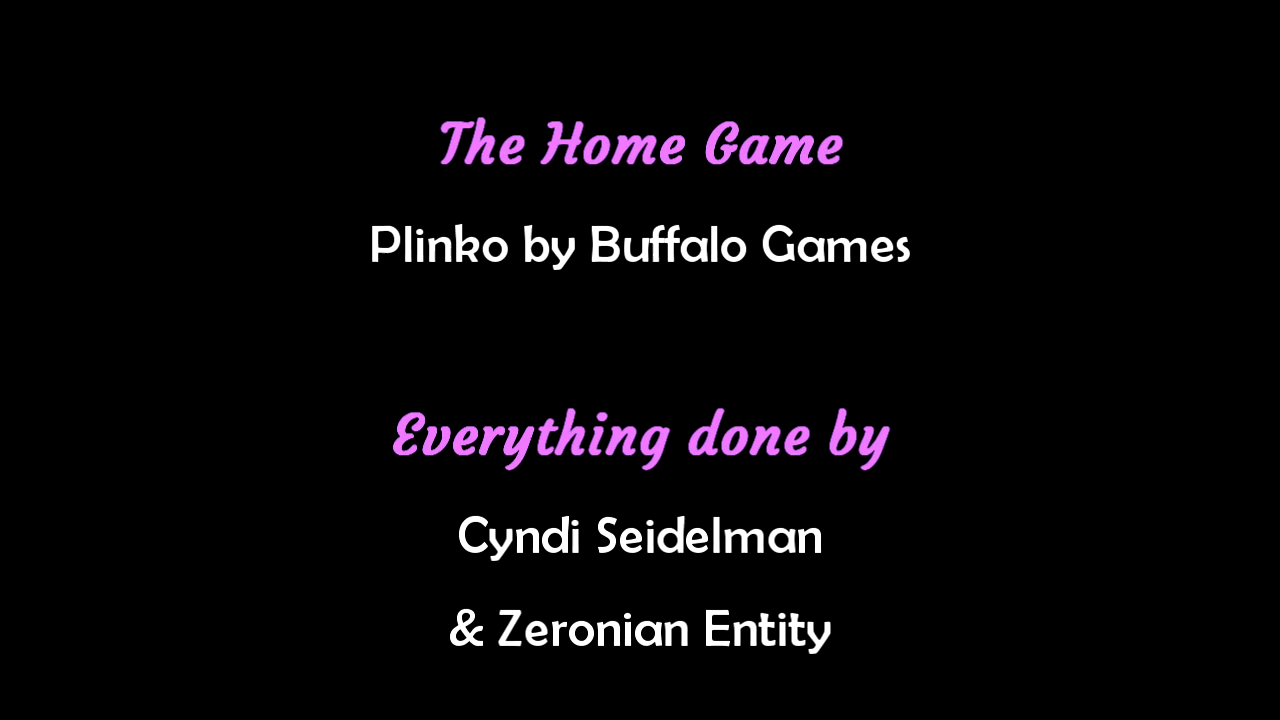 The Home Game
Plinko by Buffalo Games
Everything done by
Cyndi Seidelman
& Zeronian Entity